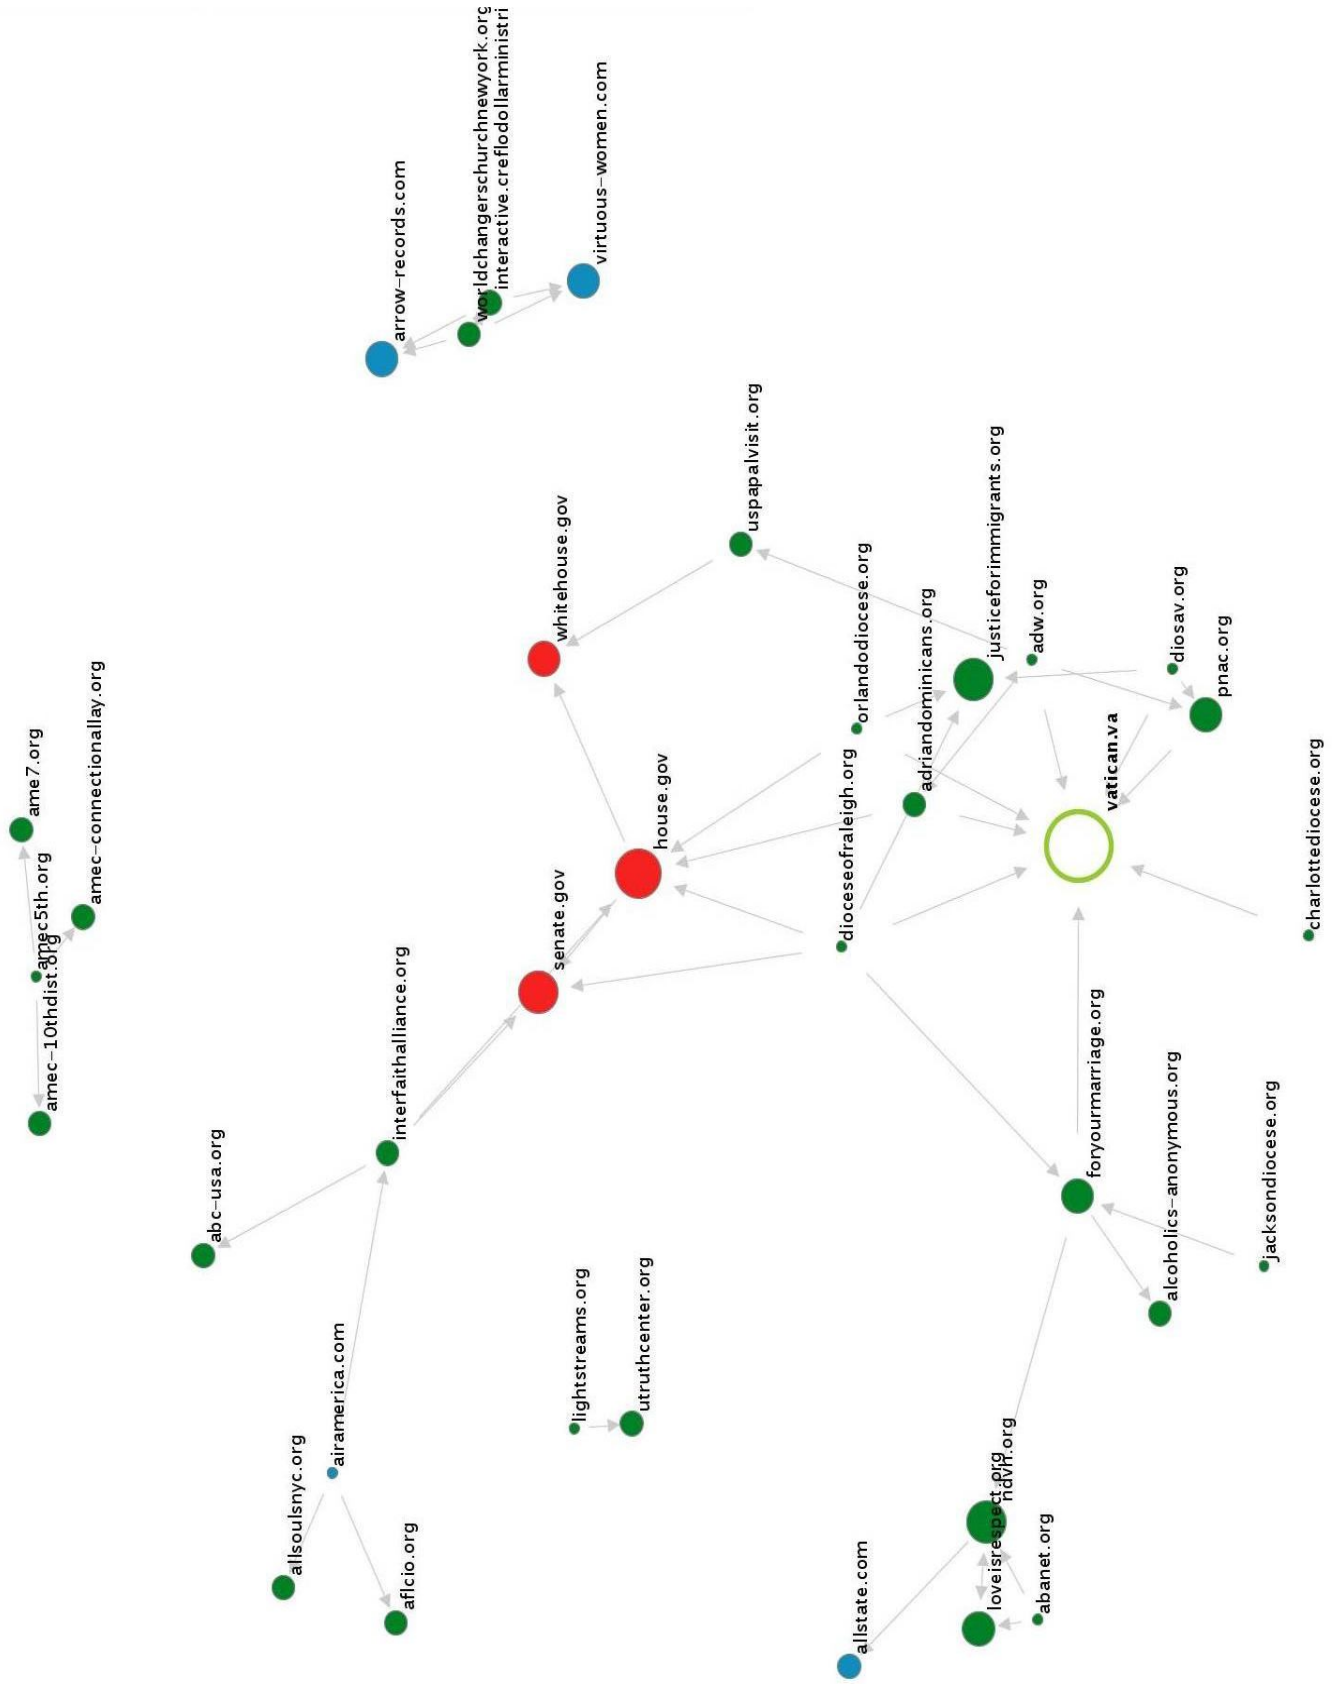 worldchangerschurchnewyork.org
interactive.creflodollarministri
virtuous-women.com
arrow-records.com
uspapalvisit.org
justiceforimmigrants.org
whitehouse.gov
orlandodiocese.org
adriandominicans.org
adw.org
diosav.org
pnac.org
ame7.org
amec-connectionallay.org
amec5th.org
amec-10thdist.org
house.gov
senate.gov
dioceseofraleigh.org
vatican.va
charlottediocese.org
interfaithalliance.org
foryourmarriage.org
alcoholics-anonymous.org
jacksondiocese.org
abc-usa.org
airamerica.com
lightstreams.org
utruthcenter.org
allsoulsnyc.org
aflcio.org
ndvh.org
loveisrespect.org
abanet.org
allstate.com